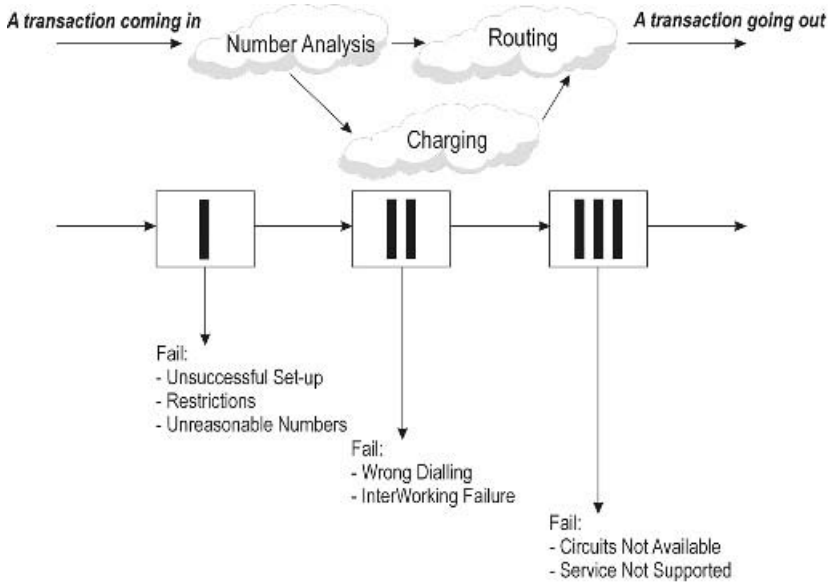 A transaction coming in
Number Analysis
Routing
A transaction going out
Charging
I
II
III
Fail:
- Unsuccessful Set-up
- Restrictions
- Unreasonable Numbers
Fail:
- Wrong Dialling
- InterWorking Failure
Fail:
- Circuits Not Available
- Service Not Supported